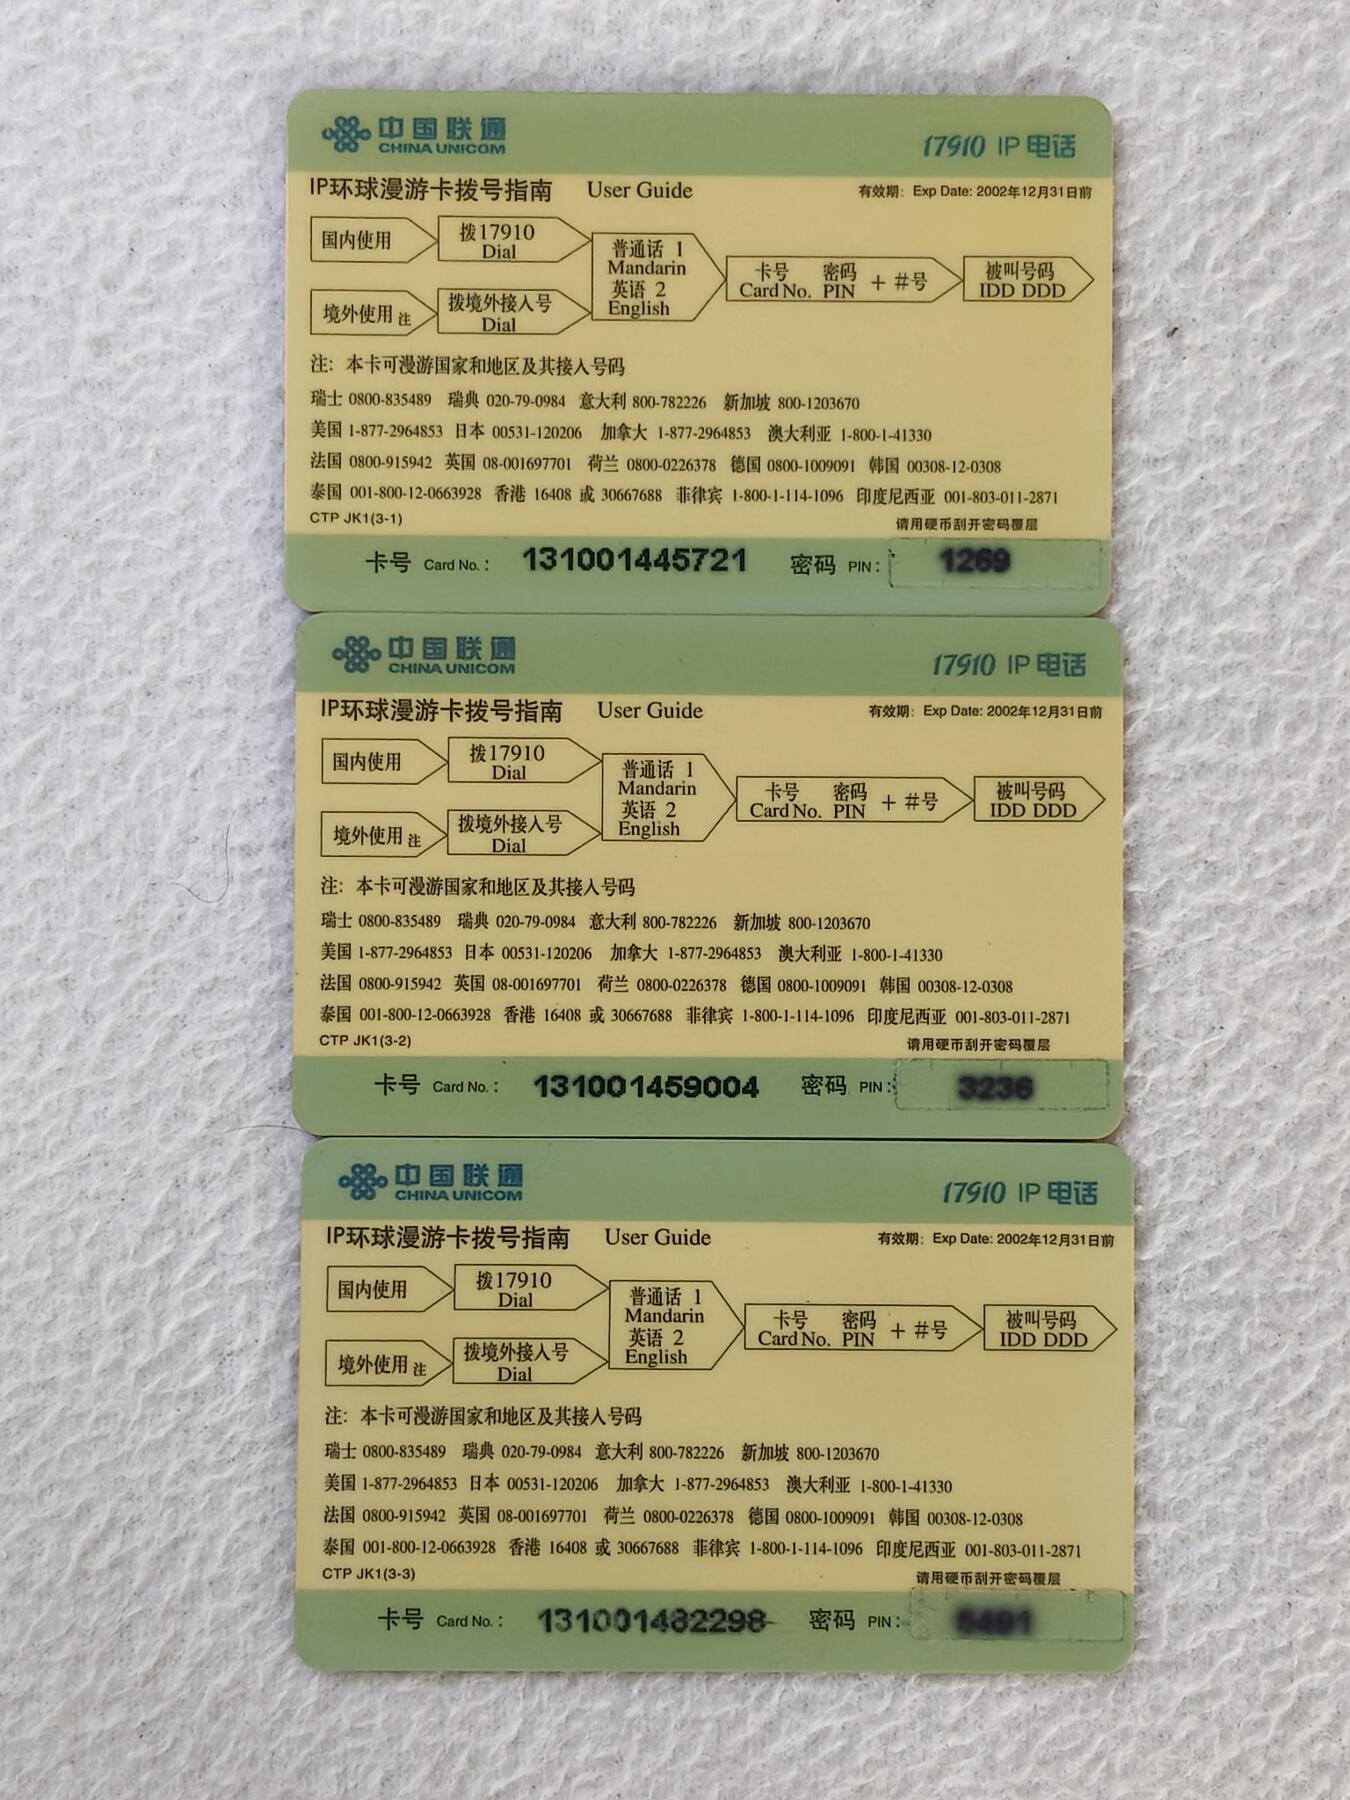 中国联通
CHINA UNICOM
17910 IP 电话
IP环球漫游卡拨号指南 User Guide
有效期: Exp Date: 2002年12月31日前
国内使用
拨17910
Dial
境外使用 注
拨境外接入号
Dial
普通话 1
Mandarin
英语 2
English
卡号 密码 + #号
Card No. PIN
被叫号码
IDD DDD
注: 本卡可漫游国家和地区及其接入号码
瑞士 0800-835489 瑞典 020-79-0984 意大利 800-782226 新加坡 800-1203670
美国 1-877-2964853 日本 00531-120206 加拿大 1-877-2964853 澳大利亚 1-800-1-41330
法国 0800-915942 英国 08-001697701 荷兰 0800-0226378 德国 0800-1009091 韩国 00308-12-0308
泰国 001-800-12-0663928 香港 16408 或 30667688 菲律宾 1-800-1-114-1096 印度尼西亚 001-803-011-2871
CTP JK1(3-1)
请用硬币刮开密码覆层
卡号 Card No.: 131001445721 密码 PIN: 1269
中国联通
CHINA UNICOM
17910 IP 电话
IP环球漫游卡拨号指南 User Guide
有效期: Exp Date: 2002年12月31日前
国内使用
拨17910
Dial
境外使用 注
拨境外接入号
Dial
普通话 1
Mandarin
英语 2
English
卡号 密码 + #号
Card No. PIN
被叫号码
IDD DDD
注: 本卡可漫游国家和地区及其接入号码
瑞士 0800-835489 瑞典 020-79-0984 意大利 800-782226 新加坡 800-1203670
美国 1-877-2964853 日本 00531-120206 加拿大 1-877-2964853 澳大利亚 1-800-1-41330
法国 0800-915942 英国 08-001697701 荷兰 0800-0226378 德国 0800-1009091 韩国 00308-12-0308
泰国 001-800-12-0663928 香港 16408 或 30667688 菲律宾 1-800-1-114-1096 印度尼西亚 001-803-011-2871
CTP JK1(3-2)
请用硬币刮开密码覆层
卡号 Card No.: 131001459004 密码 PIN: 3236
中国联通
CHINA UNICOM
17910 IP 电话
IP环球漫游卡拨号指南 User Guide
有效期: Exp Date: 2002年12月31日前
国内使用
拨17910
Dial
境外使用 注
拨境外接入号
Dial
普通话 1
Mandarin
英语 2
English
卡号 密码 + #号
Card No. PIN
被叫号码
IDD DDD
注: 本卡可漫游国家和地区及其接入号码
瑞士 0800-835489 瑞典 020-79-0984 意大利 800-782226 新加坡 800-1203670
美国 1-877-2964853 日本 00531-120206 加拿大 1-877-2964853 澳大利亚 1-800-1-41330
法国 0800-915942 英国 08-001697701 荷兰 0800-0226378 德国 0800-1009091 韩国 00308-12-0308
泰国 001-800-12-0663928 香港 16408 或 30667688 菲律宾 1-800-1-114-1096 印度尼西亚 001-803-011-2871
CTP JK1(3-3)
请用硬币刮开密码覆层
卡号 Card No.: 131001482298 密码 PIN: